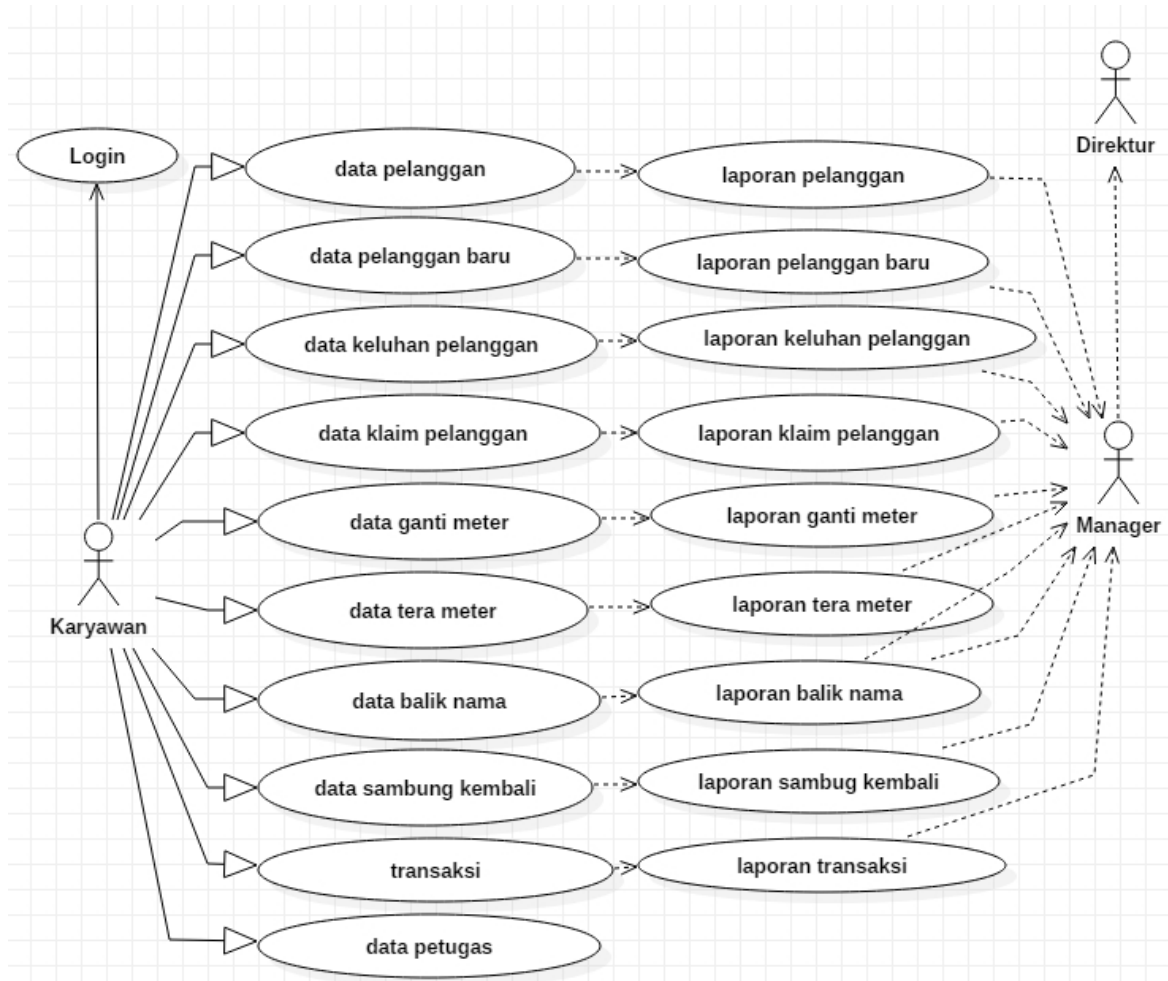 Direktur
Login
data pelanggan
laporan pelanggan
data pelanggan baru
laporan pelanggan baru
data keluhan pelanggan
laporan keluhan pelanggan
data klaim pelanggan
laporan klaim pelanggan
data ganti meter
laporan ganti meter
Manager
data tera meter
laporan tera meter
Karyawan
data balik nama
laporan balik nama
data sambung kembali
laporan sambug kembali
transaksi
laporan transaksi
data petugas